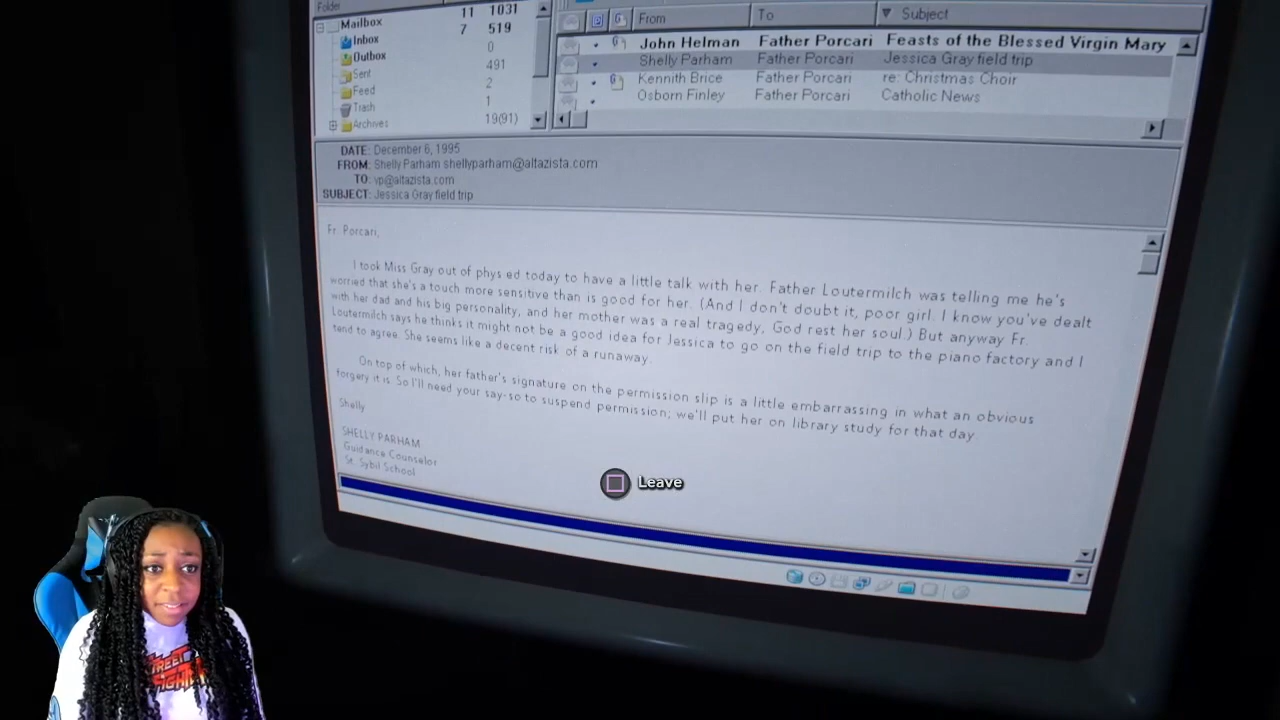 Folder
Mailbox 11 1031
Inbox 7 519
Outbox 0
Sent 491
Feed 2
Trash 1
Archives 19(91)
From To Subject
John Helman Father Porcari Feasts of the Blessed Virgin Mary
Shelly Parham Father Porcari Jessica Gray field trip
Kennith Brice Father Porcari re: Christmas Choir
Osborn Finley Father Porcari Catholic News
DATE: December 6, 1995
FROM: Shelly Parham shellyparham@altazista.com
TO: vp@altazista.com
SUBJECT: Jessica Gray field trip
Fr. Porcari,
I took Miss Gray out of phys ed today to have a little talk with her. Father Loutermilch was telling me he's
worried that she's a touch more sensitive than is good for her. (And I don't doubt it, poor girl. I know you've dealt
with her dad and his big personality, and her mother was a real tragedy, God rest her soul.) But anyway Fr.
Loutermilch says he thinks it might not be a good idea for Jessica to go on the field trip to the piano factory and I
tend to agree. She seems like a decent risk of a runaway.
On top of which, her father's signature on the permission slip is a little embarrassing in what an obvious
forgery it is. So I'll need your say-so to suspend permission; we'll put her on library study for that day.
Shelly
SHELLY PARHAM
Guidance Counselor
St. Sybil School
Leave
STREET
FIGHTER